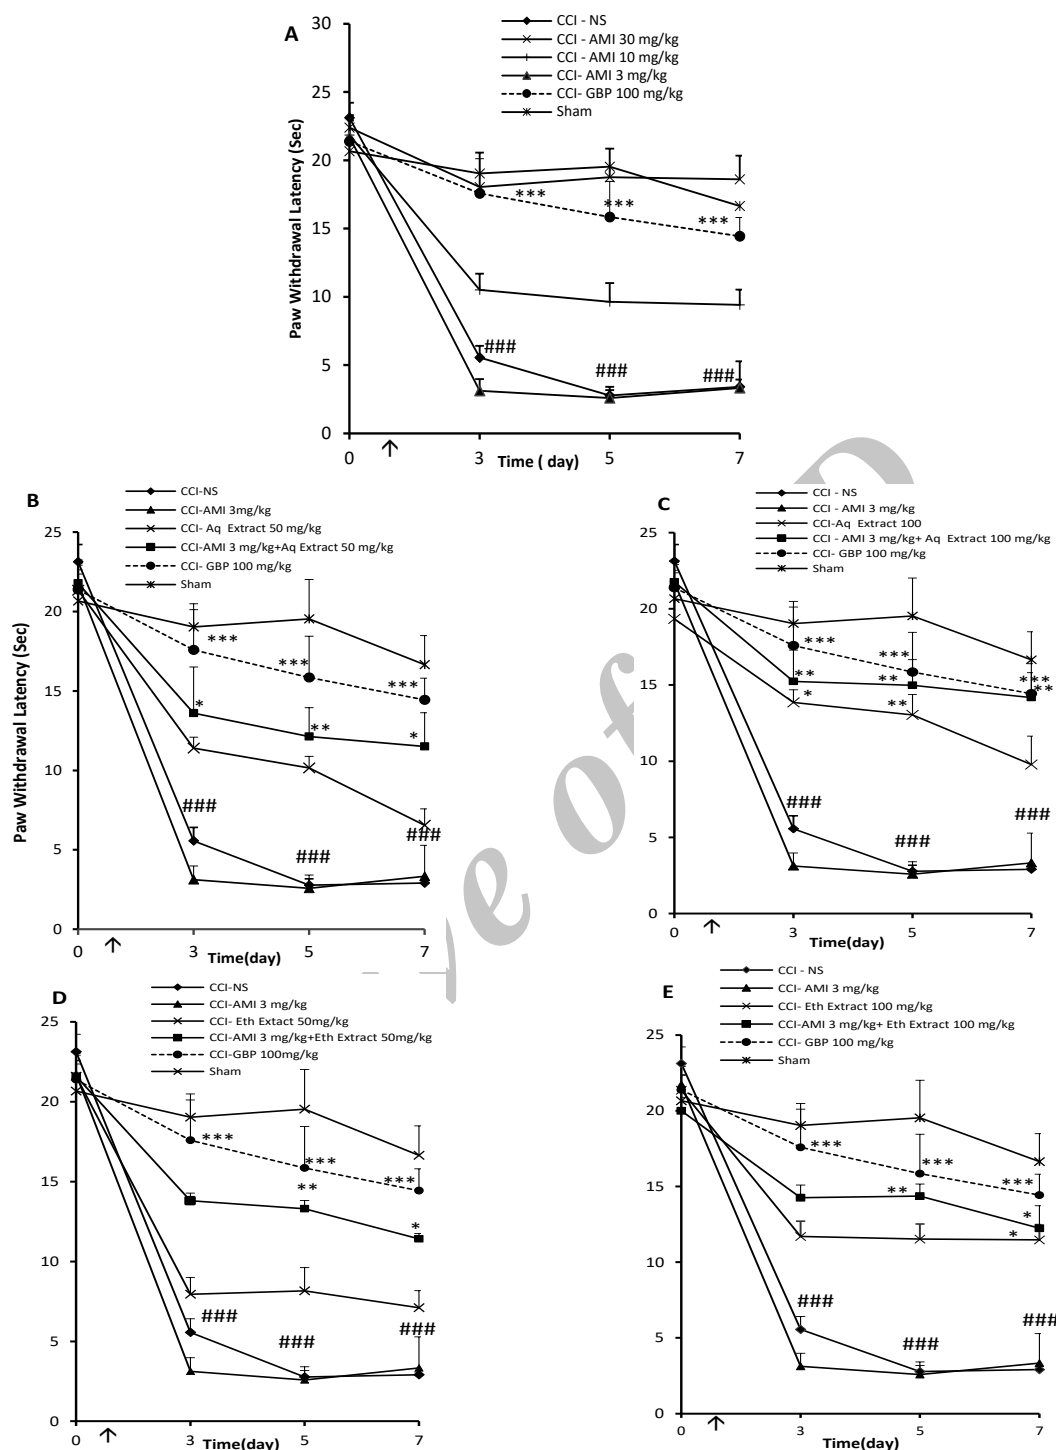 A
CCI - NS
CCI - AMI 30 mg/kg
CCI - AMI 10 mg/kg
CCI- AMI 3 mg/kg
CCI- GBP 100 mg/kg
Sham
Paw Withdrawal Latency (Sec)
30
25
20
15
10
5
0
***
***
***
###
###
###
0
3
5
7
Time ( day)
B
CCI-NS
CCI-AMI 3mg/kg
CCI- Aq Extract 50 mg/kg
CCI-AMI 3 mg/kg+Aq Extract 50 mg/kg
CCI- GBP 100 mg/kg
Sham
Paw Withdrawal Latency (Sec)
25
20
15
10
5
0
***
***
***
*
**
*
###
###
###
0
3
5
7
Time(day)
C
CCI - NS
CCI - AMI 3 mg/kg
CCI-Aq Extract 100
CCI - AMI 3 mg/kg+ Aq Extract 100 mg/kg
CCI- GBP 100 mg/kg
Sham
25
20
15
10
5
0
***
***
***
**
**
**
*
**
###
###
###
0
3
5
7
Time(day)
D
CCI-NS
CCI-AMI 3 mg/kg
CCI- Eth Extact 50mg/kg
CCI-AMI 3 mg/kg+Eth Extract 50mg/kg
CCI-GBP 100mg/kg
Sham
25
20
15
10
5
0
***
***
***
**
*
###
###
###
0
3
5
7
Time(day)
E
CCI - NS
CCI- AMI 3 mg/kg
CCI- Eth Extract 100 mg/kg
CCI-AMI 3 mg/kg+ Eth Extract 100 mg/kg
CCI- GBP 100 mg/kg
Sham
25
20
15
10
5
0
***
***
***
**
*
*
###
###
###
0
3
5
7
Time(day)
of